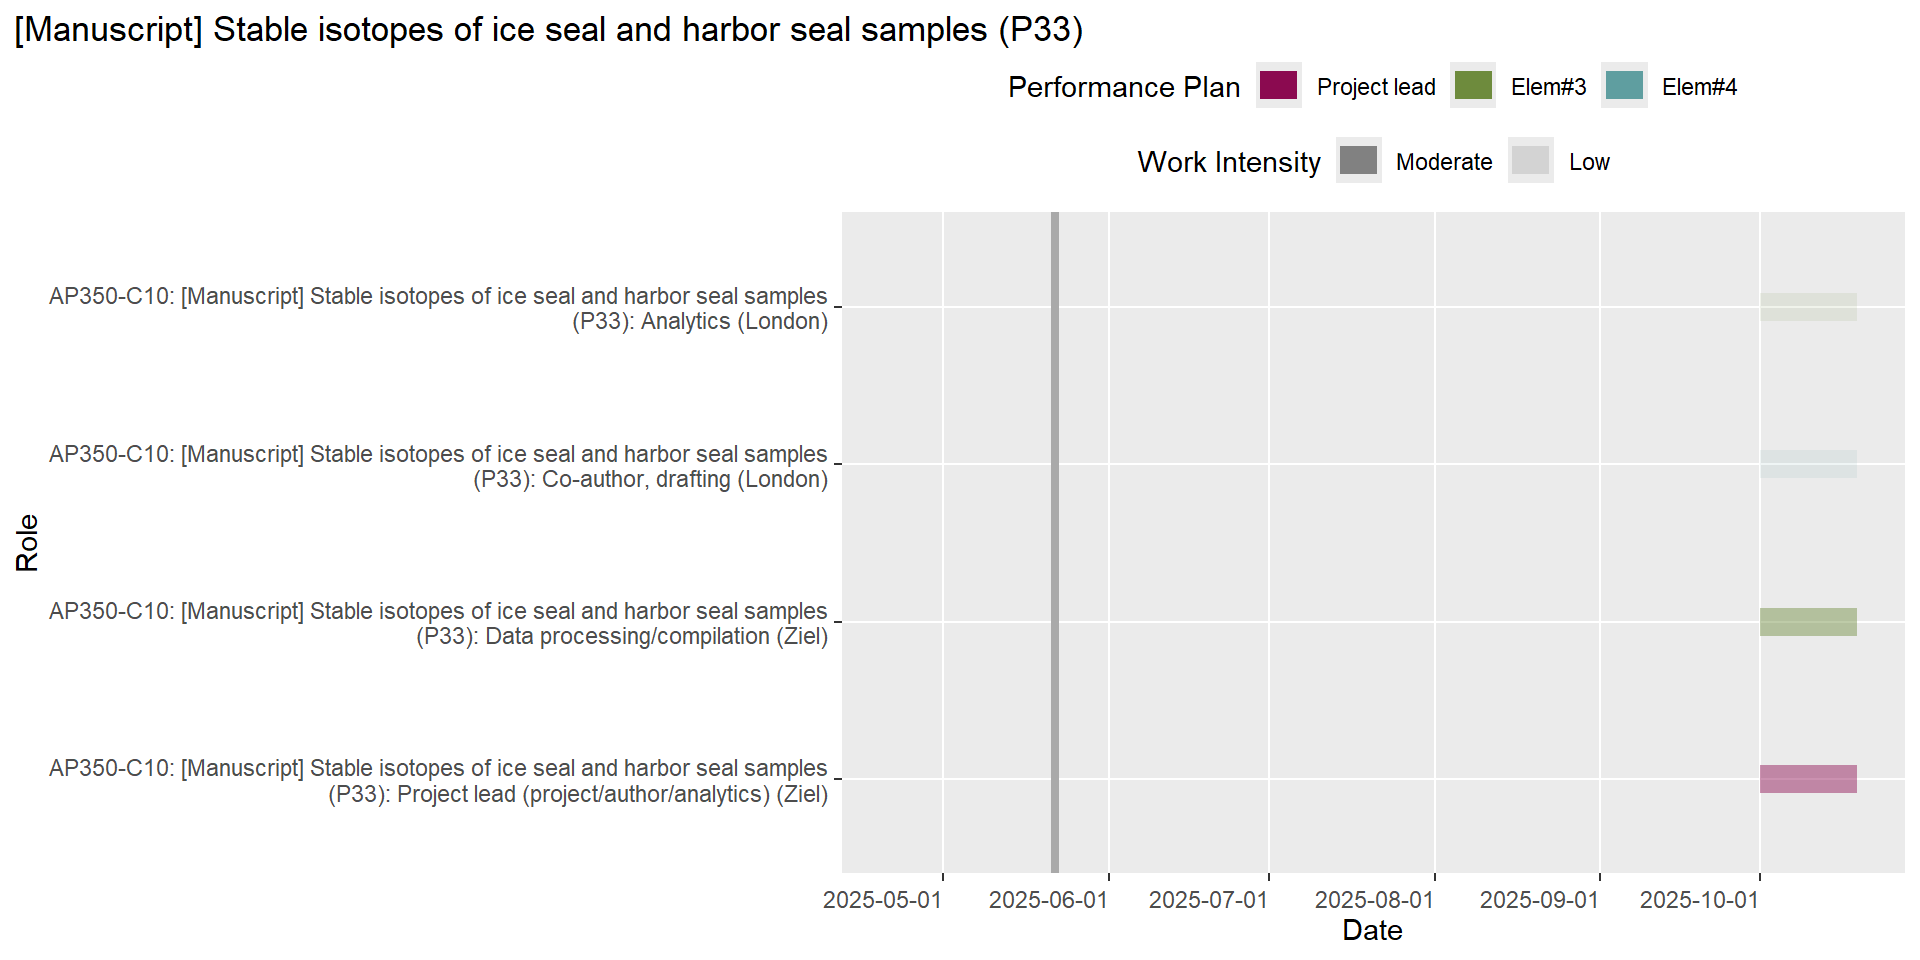 [Manuscript] Stable isotopes of ice seal and harbor seal samples (P33)
Performance Plan Project lead Elem#3 Elem#4
Work Intensity Moderate Low
AP350-C10: [Manuscript] Stable isotopes of ice seal and harbor seal samples
(P33): Analytics (London)
AP350-C10: [Manuscript] Stable isotopes of ice seal and harbor seal samples
(P33): Co-author, drafting (London)
Role
AP350-C10: [Manuscript] Stable isotopes of ice seal and harbor seal samples
(P33): Data processing/compilation (Ziel)
AP350-C10: [Manuscript] Stable isotopes of ice seal and harbor seal samples
(P33): Project lead (project/author/analytics) (Ziel)
2025-05-01 2025-06-01 2025-07-01 2025-08-01 2025-09-01 2025-10-01
Date